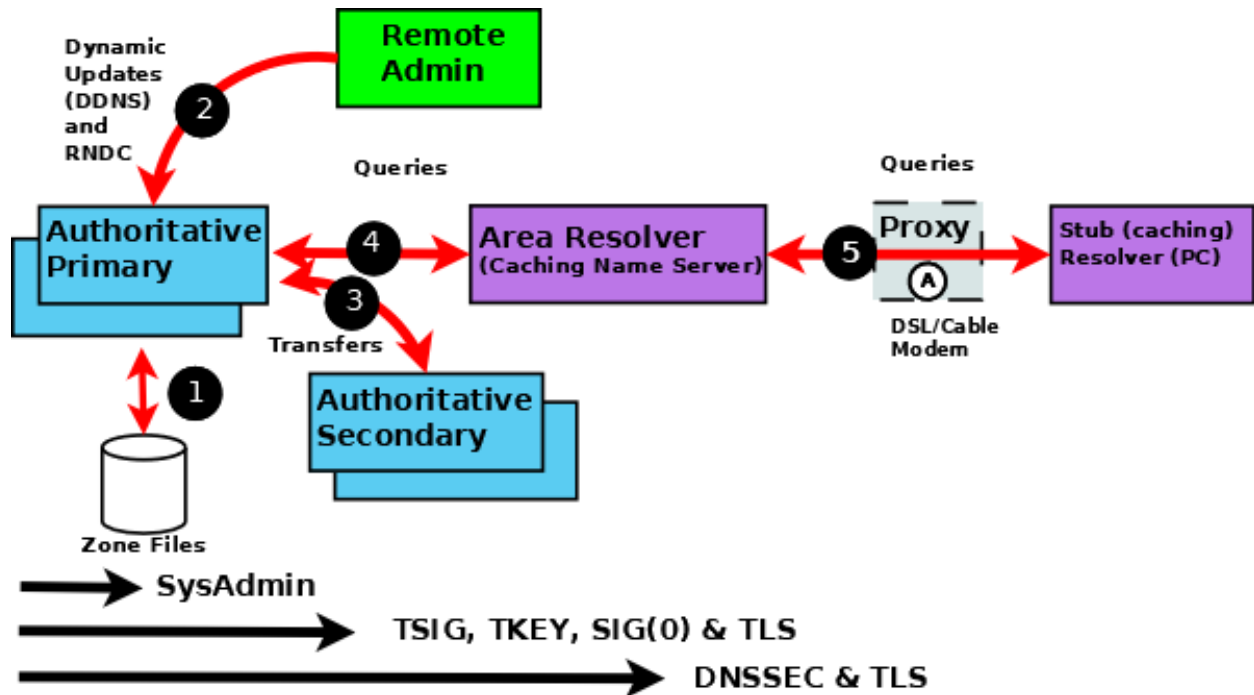 Dynamic
Updates
(DDNS)
and
RNDC
2
Remote
Admin
Queries
Queries
Authoritative
Primary
4
Area Resolver
(Caching Name Server)
5
Proxy
A
Stub (caching)
Resolver (PC)
3
Transfers
DSL/Cable
Modem
1
Authoritative
Secondary
Zone Files
SysAdmin
TSIG, TKEY, SIG(0) & TLS
DNSSEC & TLS